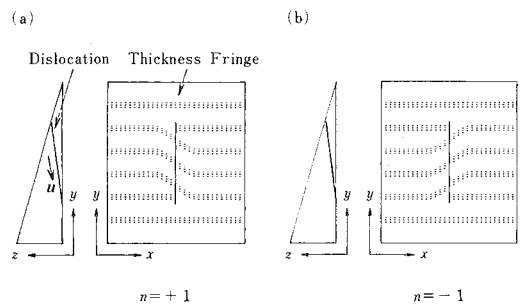 (a)
(b)
Dislocation Thickness Fringe
u
y y
z x
y y
z x
n=+1
n=-1